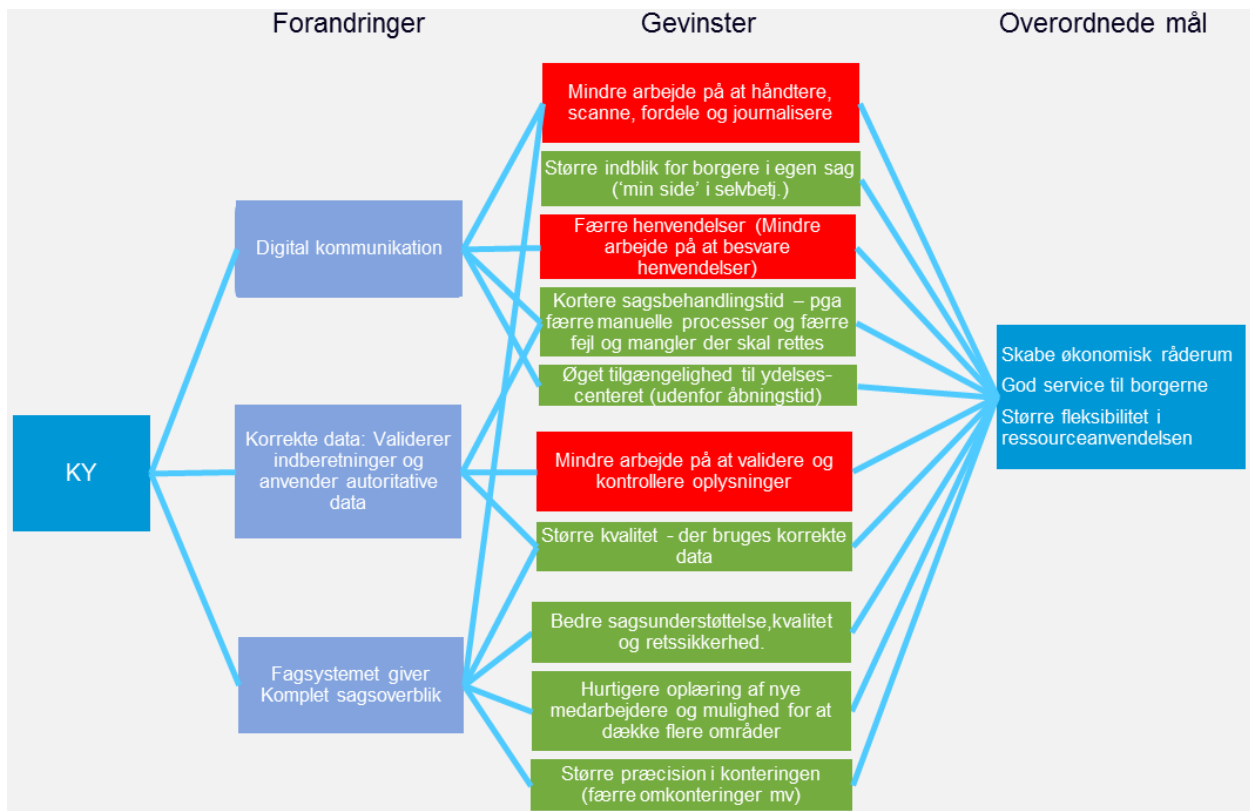 Forandringer
Gevinster
Overordnede mål
KY
Digital kommunikation
Korrekte data: Validerer
indberetninger og
anvender autoritative
data
Fagsystemet giver
Komplet sagsoverblik
Mindre arbejde på at håndtere,
scanne, fordele og journalisere
Større indblik for borgere i egen sag
(‘min side’ i selvbetj.)
Færre henvendelser (Mindre
arbejde på at besvare
henvendelser)
Kortere sagsbehandlingstid – pga
færre manuelle processer og færre
fejl og mangler der skal rettes
Øget tilgængelighed til ydelses-
centeret (udenfor åbningstid)
Mindre arbejde på at validere og
kontrollere oplysninger
Større kvalitet - der bruges korrekte
data
Bedre sagsunderstøttelse,kvalitet
og retssikkerhed.
Hurtigere oplæring af nye
medarbejdere og mulighed for at
dække flere områder
Større præcision i konteringen
(færre omkonteringer mv)
Skabe økonomisk råderum
God service til borgerne
Større fleksibilitet i
ressourceanvendelsen